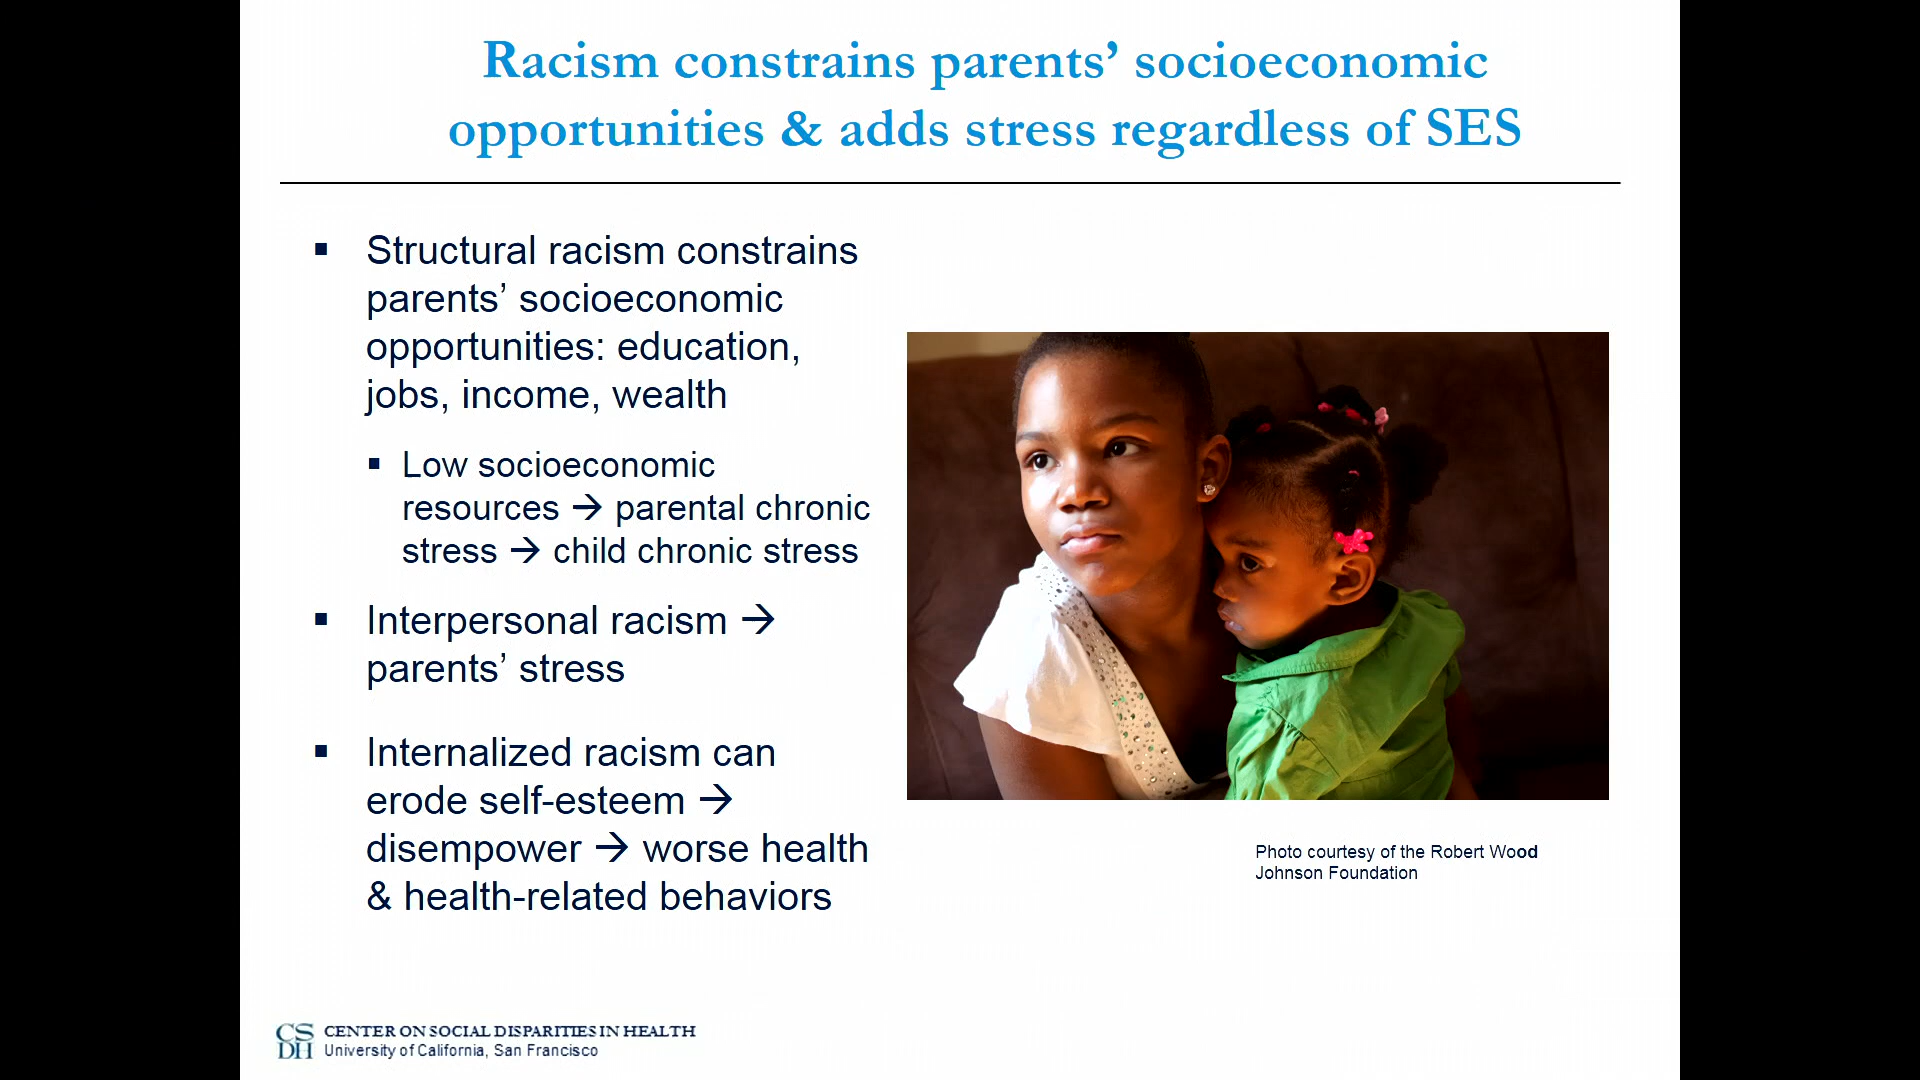 Racism constrains parents’ socioeconomic
opportunities & adds stress regardless of SES
▪ Structural racism constrains
parents’ socioeconomic
opportunities: education,
jobs, income, wealth
▪ Low socioeconomic
resources → parental chronic
stress → child chronic stress
▪ Interpersonal racism →
parents’ stress
▪ Internalized racism can
erode self-esteem →
disempower → worse health
& health-related behaviors
Photo courtesy of the Robert Wood
Johnson Foundation
CS
DH
CENTER ON SOCIAL DISPARITIES IN HEALTH
University of California, San Francisco